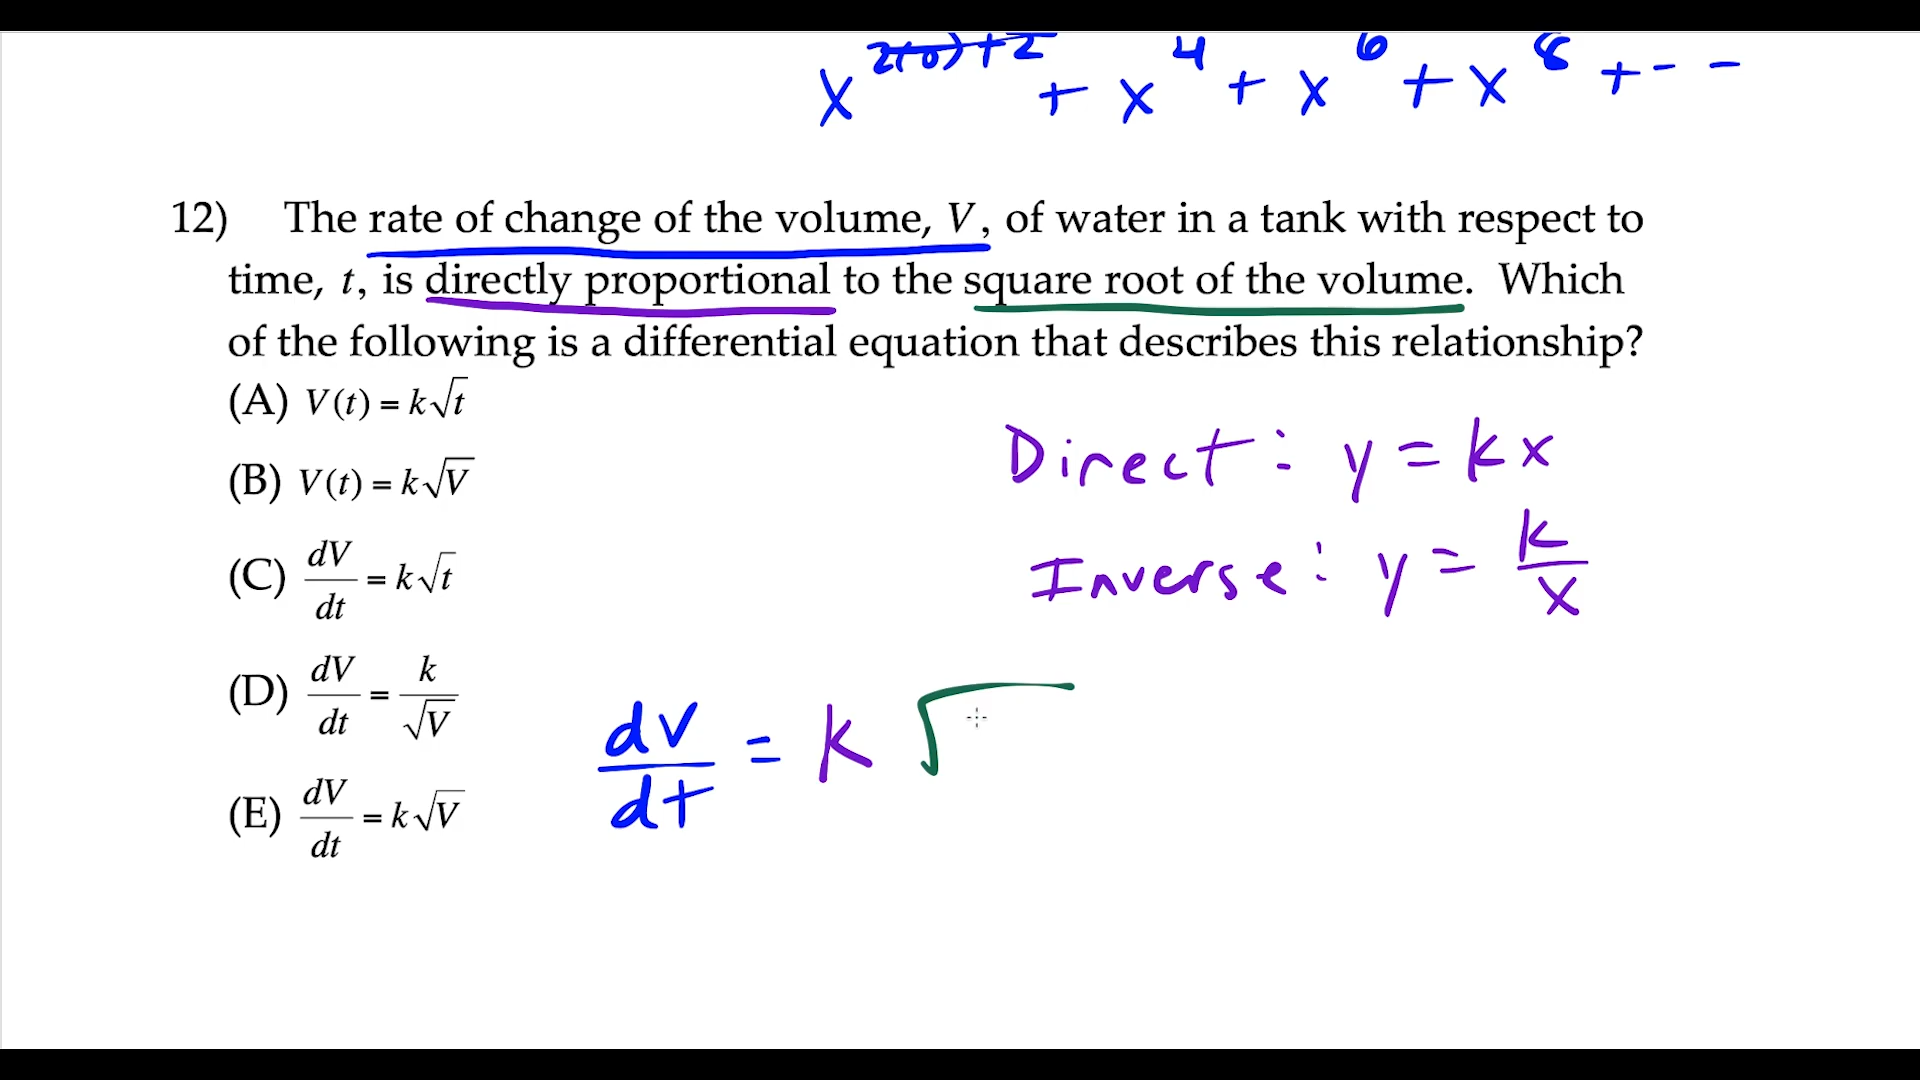 x^{2(0)+2} + x^4 + x^6 + x^8 + - -
12) The rate of change of the volume, V, of water in a tank with respect to
time, t, is directly proportional to the square root of the volume. Which
of the following is a differential equation that describes this relationship?
(A) V(t) = k√t
(B) V(t) = k√V
(C) dV/dt = k√t
(D) dV/dt = k/√V
(E) dV/dt = k√V
Direct: y = kx
Inverse: y = k/x
dV/dt = k √